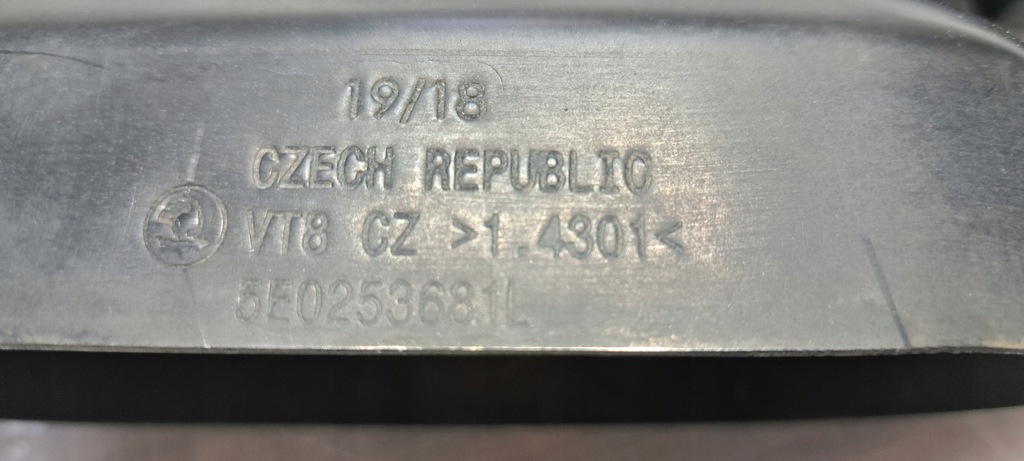 19/18
CZECH REPUBLIC
VT8 CZ >1.4301<
5E0253681L